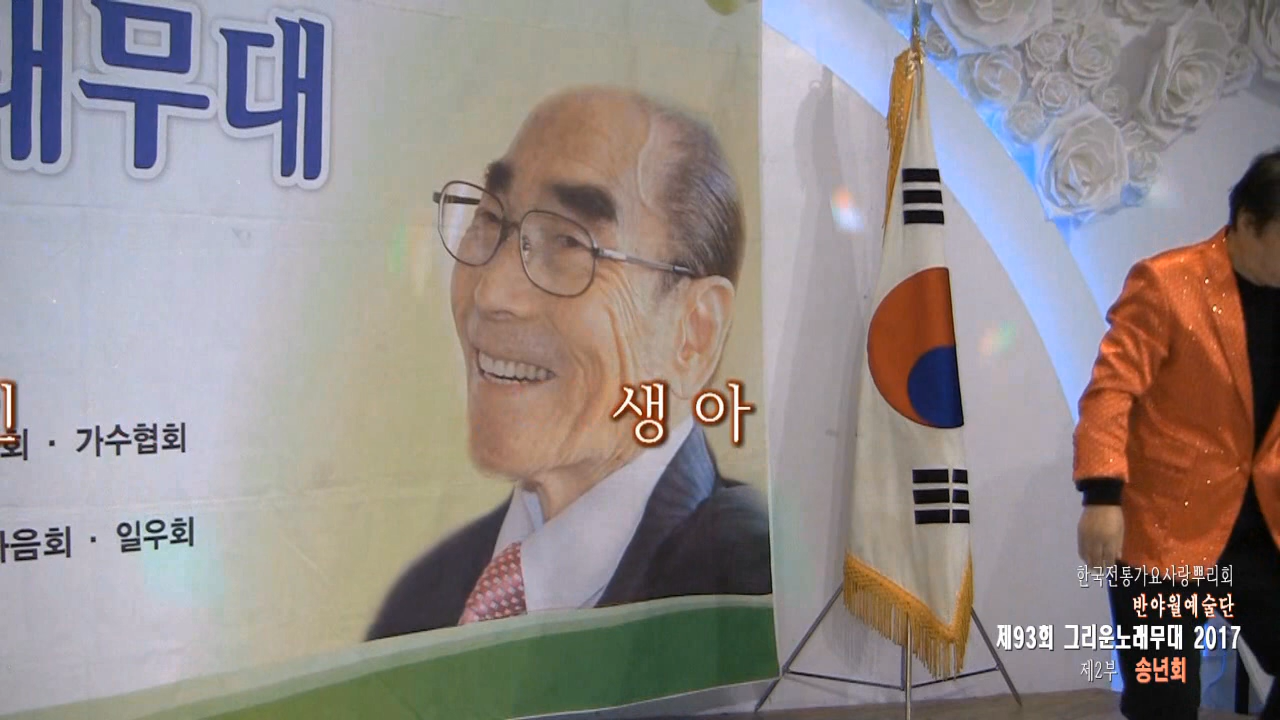 래무대
회 · 가수협회
마음회 · 일우회
생 아
한국전통가요사랑뿌리회
반야월예술단
제93회 그리운노래무대 2017
제2부 송년회